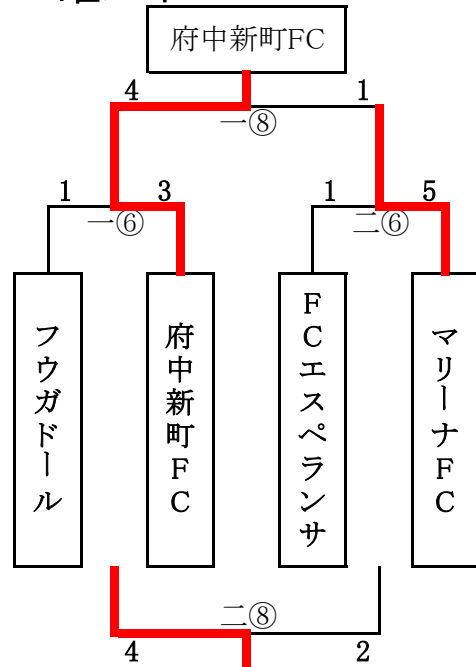 府中新町FC
4 1
一⑧
1 3 1 5
一⑥ 二⑥
フウガドール
府中新町FC
FCエスペランサ
マリーナFC
二⑧
4 2